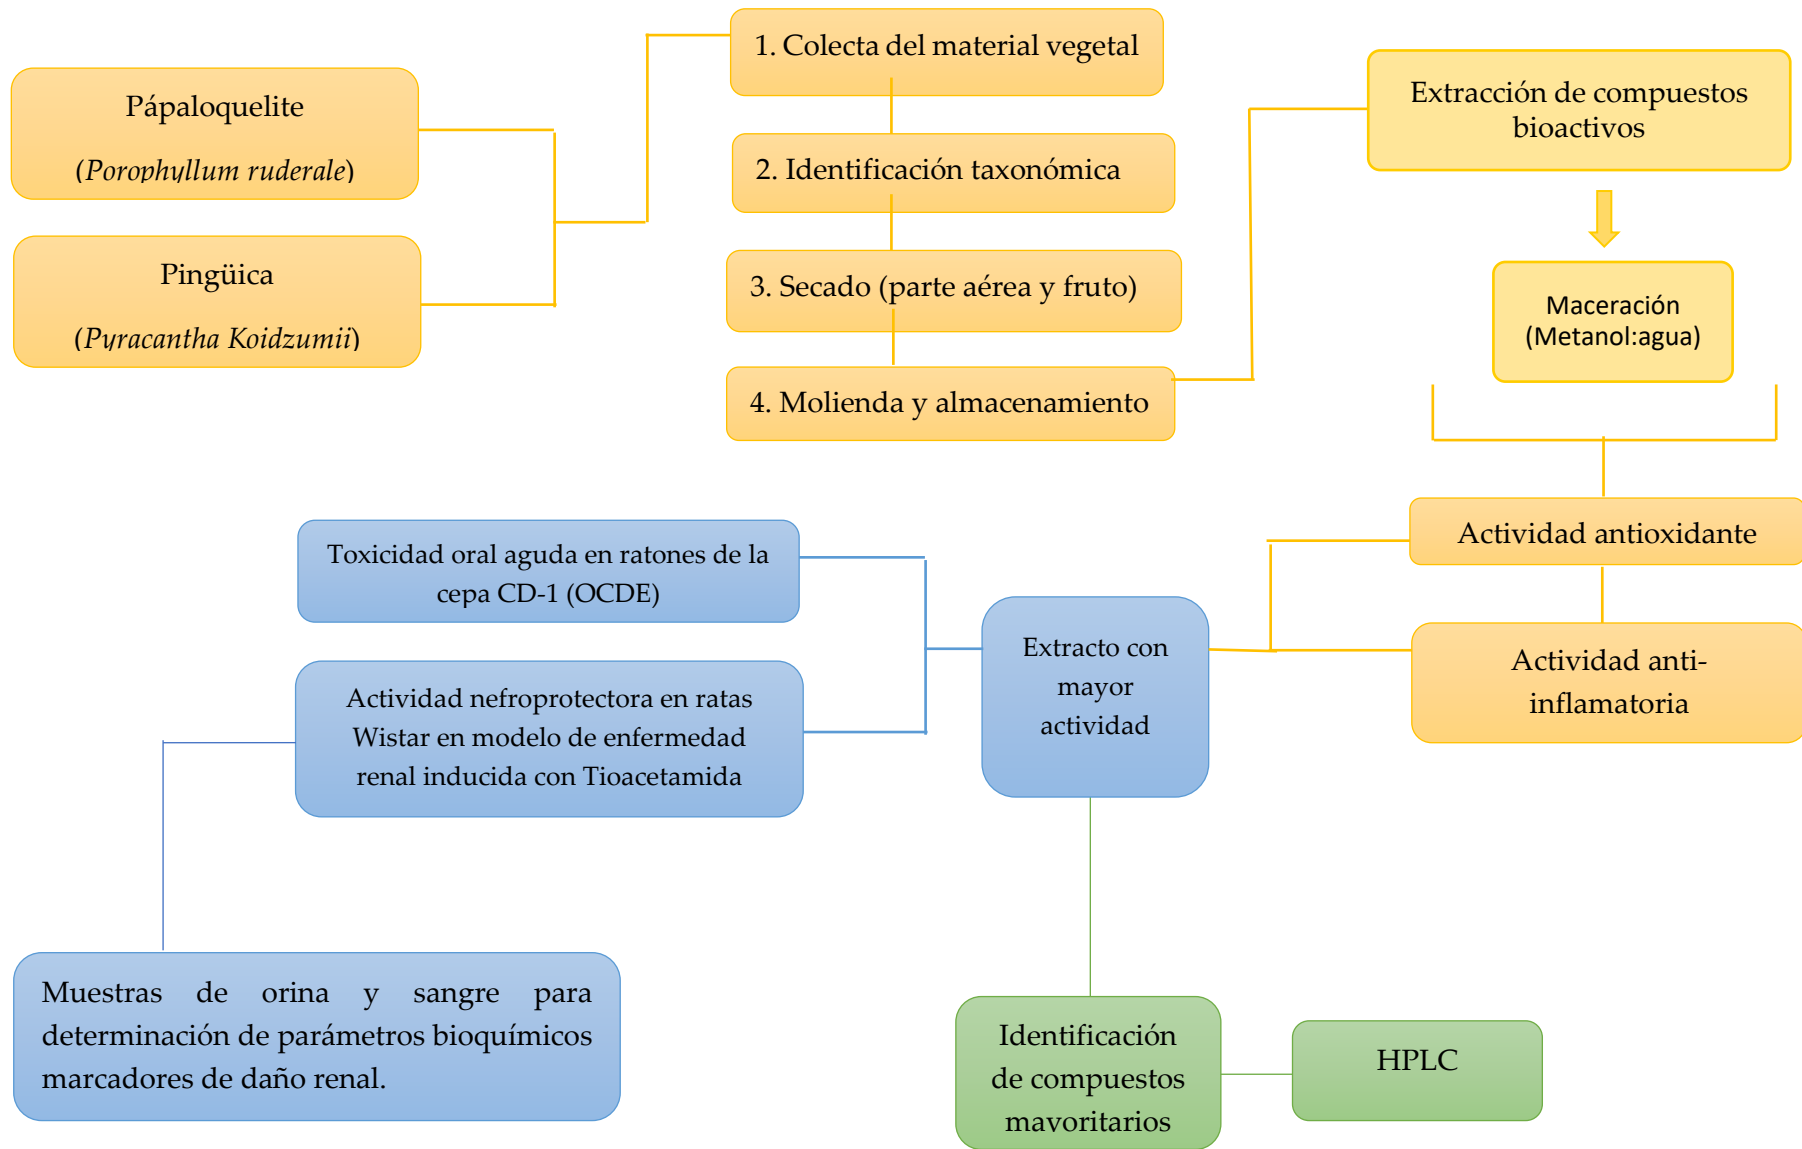 Pápaloquelite
(Porophyllum ruderale)
Pingüica
(Pyracantha Koidzumii)
1. Colecta del material vegetal
2. Identificación taxonómica
3. Secado (parte aérea y fruto)
4. Molienda y almacenamiento
Extracción de compuestos
bioactivos
Maceración
(Metanol:agua)
Actividad antioxidante
Actividad anti-
inflamatoria
Extracto con
mayor
actividad
Toxicidad oral aguda en ratones de la
cepa CD-1 (OCDE)
Actividad nefroprotectora en ratas
Wistar en modelo de enfermedad
renal inducida con Tioacetamida
Muestras de orina y sangre para
determinación de parámetros bioquímicos
marcadores de daño renal.
Identificación
de compuestos
mayoritarios
HPLC